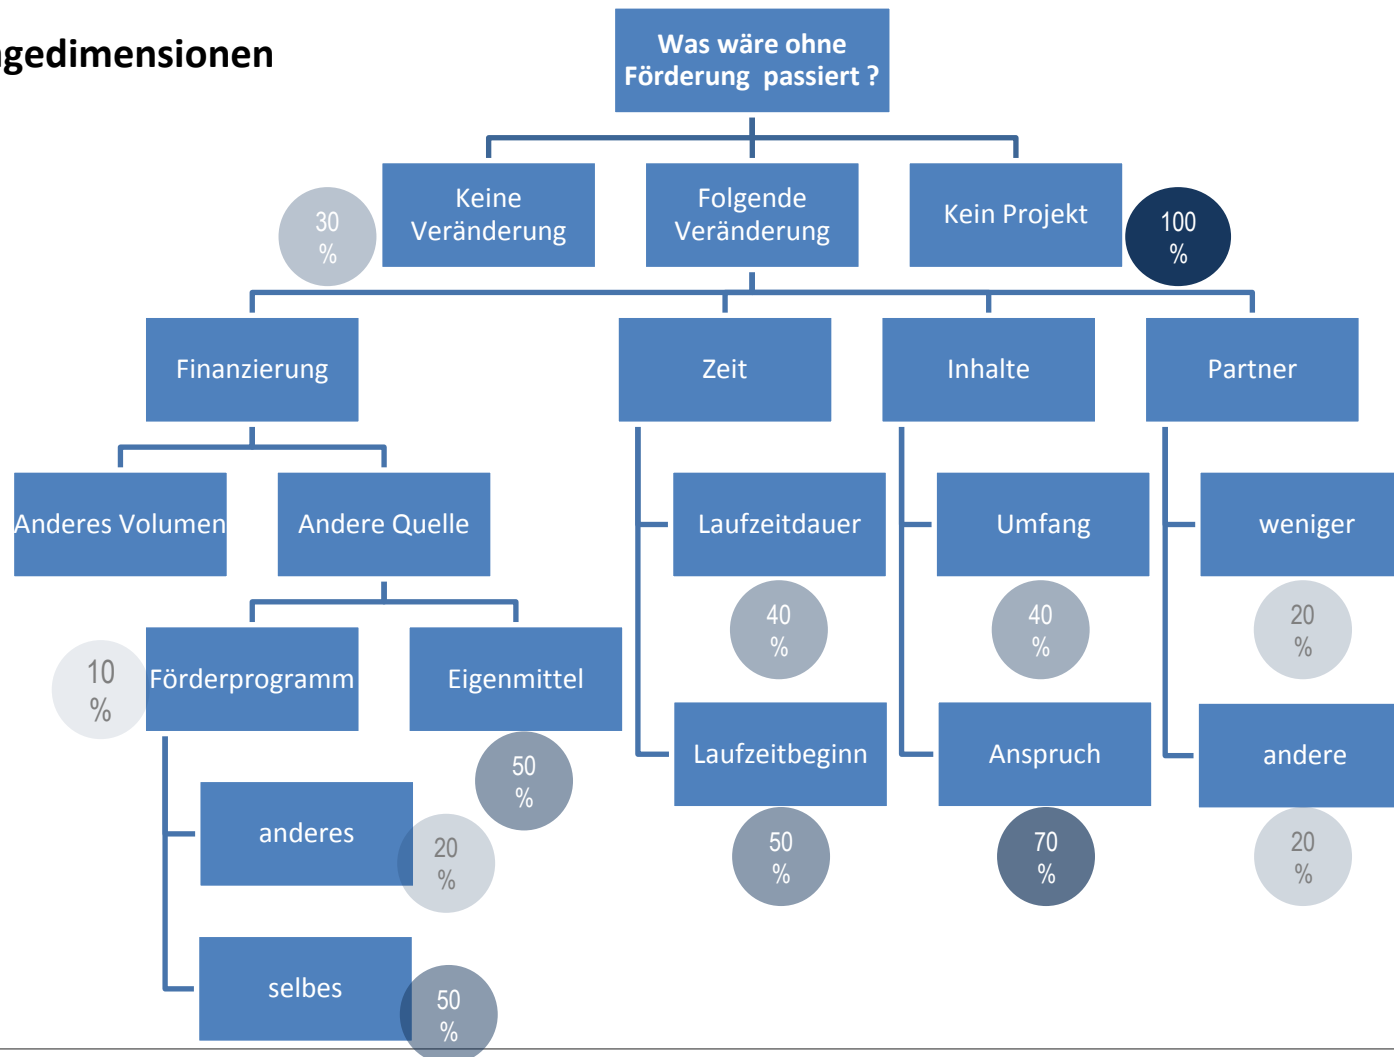 gedimensionen
Was wäre ohne
Förderung passiert ?
Keine
Veränderung
30
%
Folgende
Veränderung
Kein Projekt
100
%
Finanzierung
Zeit
Inhalte
Partner
Anderes Volumen
Andere Quelle
Laufzeitdauer
40
%
Umfang
40
%
weniger
20
%
10
%
Förderprogramm
Eigenmittel
50
%
Laufzeitbeginn
50
%
Anspruch
70
%
andere
20
%
anderes
20
%
selbes
50
%